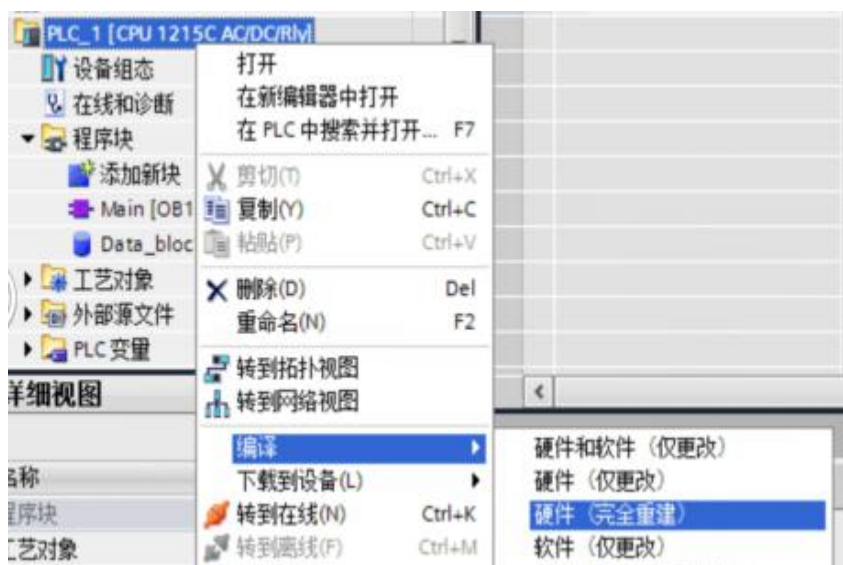 PLC_1 [CPU 1215C AC/DC/Rly]
设备组态
在线和诊断
程序块
添加新块
Main [OB1
Data_bloc
工艺对象
外部源文件
PLC 变量
详细视图
名称
程序块
工艺对象
打开
在新编辑器中打开
在 PLC 中搜索并打开... F7
剪切(T) Ctrl+X
复制(Y) Ctrl+C
粘贴(P) Ctrl+V
删除(D) Del
重命名(N) F2
转到拓扑视图
转到网络视图
编译
下载到设备(L)
转到在线(N) Ctrl+K
转到离线(F) Ctrl+M
硬件和软件（仅更改）
硬件（仅更改）
硬件（完全重建）
软件（仅更改）